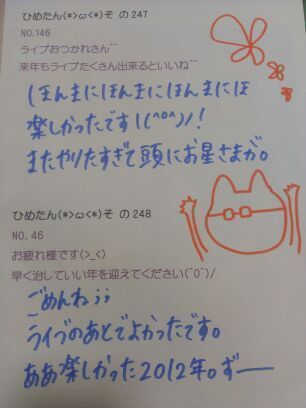 ひめたん(*>ω<*)そ の247
NO.146
ライブおつかれさん^^
来年もライブたくさん出来るといいね^^
ほんまにほんまにほんまにほ
楽しかったです!(^o^)/!
またやりたすぎて頭にお星さまが。
ひめたん(*>ω<*)そ の248
NO. 46
お疲れ様です(>_<)
早く治していい年を迎えてください(^0^)/
ごめんね;;
ライブのあとでよかったです。
ああ楽しかった2012年。ずー